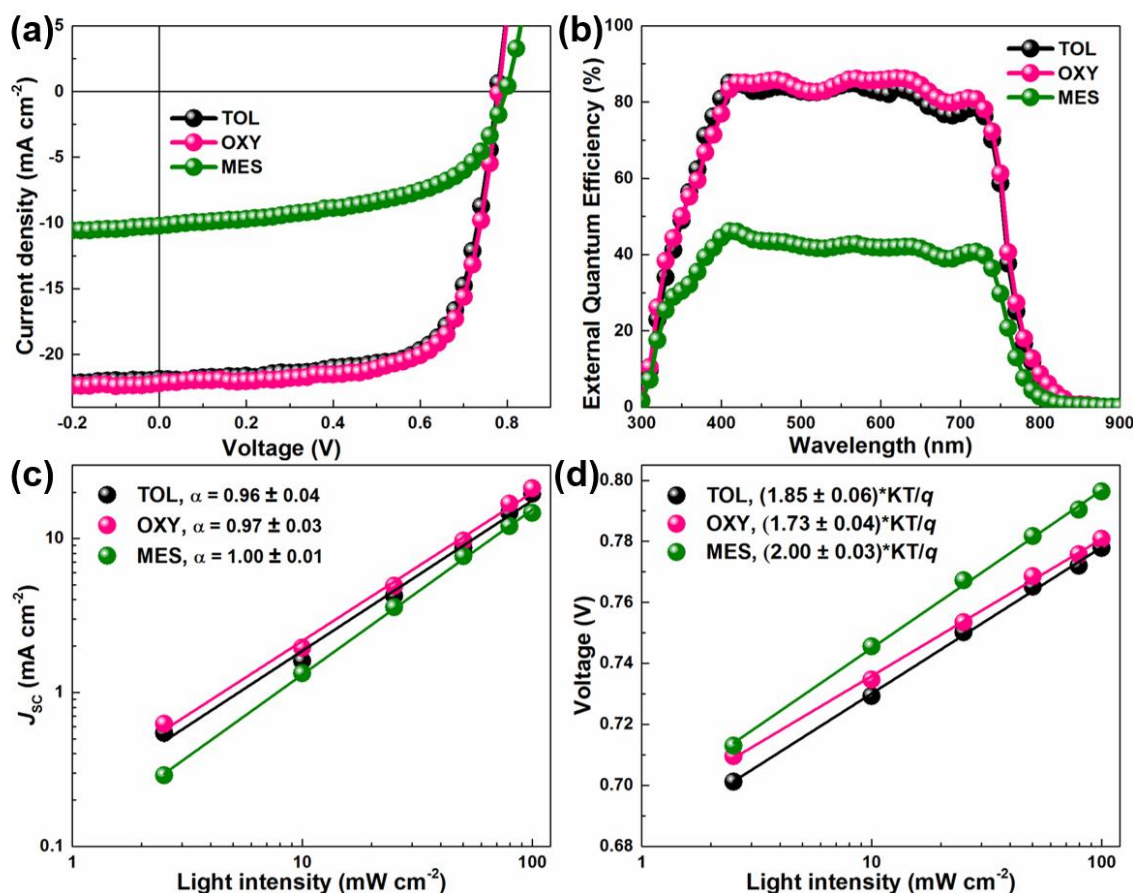 (a)
5
0
-5
-10
-15
-20
Current density (mA cm⁻²)
TOL
OXY
MES
-0.2 0.0 0.2 0.4 0.6 0.8
Voltage (V)
(b)
100
80
60
40
20
0
External Quantum Efficiency (%)
TOL
OXY
MES
300 400 500 600 700 800 900
Wavelength (nm)
(c)
10
1
0.1
J_SC (mA cm⁻²)
TOL, α = 0.96 ± 0.04
OXY, α = 0.97 ± 0.03
MES, α = 1.00 ± 0.01
1 10 100
Light intensity (mW cm⁻²)
(d)
0.80
0.78
0.76
0.74
0.72
0.70
0.68
Voltage (V)
TOL, (1.85 ± 0.06)*KT/q
OXY, (1.73 ± 0.04)*KT/q
MES, (2.00 ± 0.03)*KT/q
1 10 100
Light intensity (mW cm⁻²)